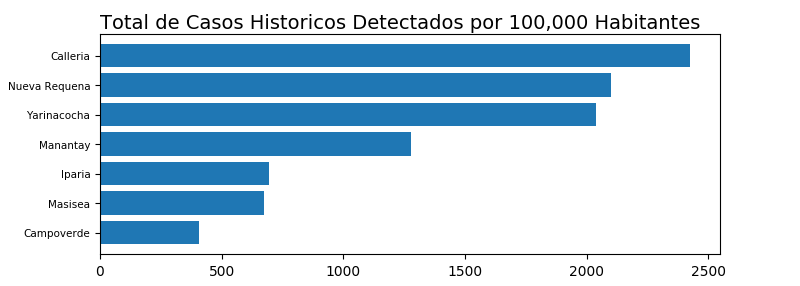 Total de Casos Historicos Detectados por 100,000 Habitantes
Calleria
Nueva Requena
Yarinacocha
Manantay
Iparia
Masisea
Campoverde
0 500 1000 1500 2000 2500